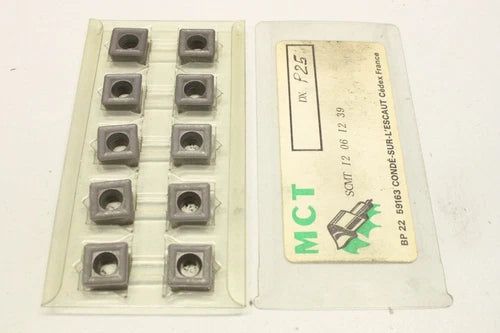 DX P25
SCMT 12 06 12 39
MCT
BP 22 59163 CONDÉ-SUR-L'ESCAUT Cédex France